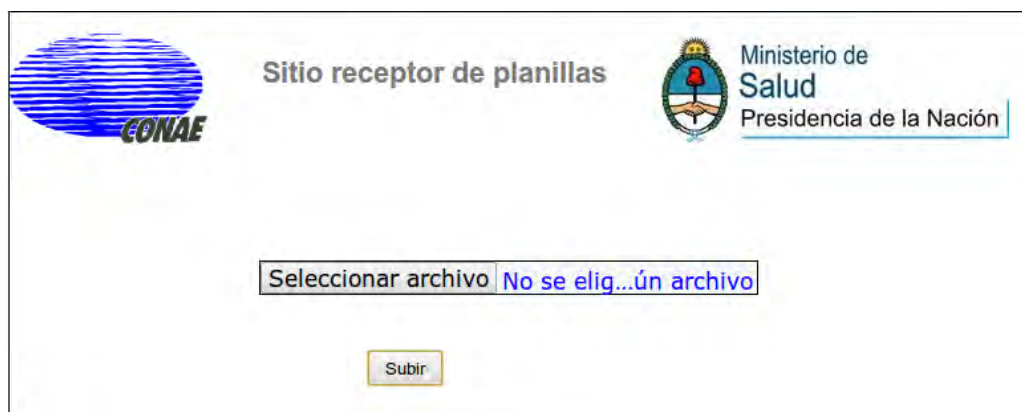 CONAE
Sitio receptor de planillas
Ministerio de
Salud
Presidencia de la Nación
Seleccionar archivo No se elig...ún archivo
Subir